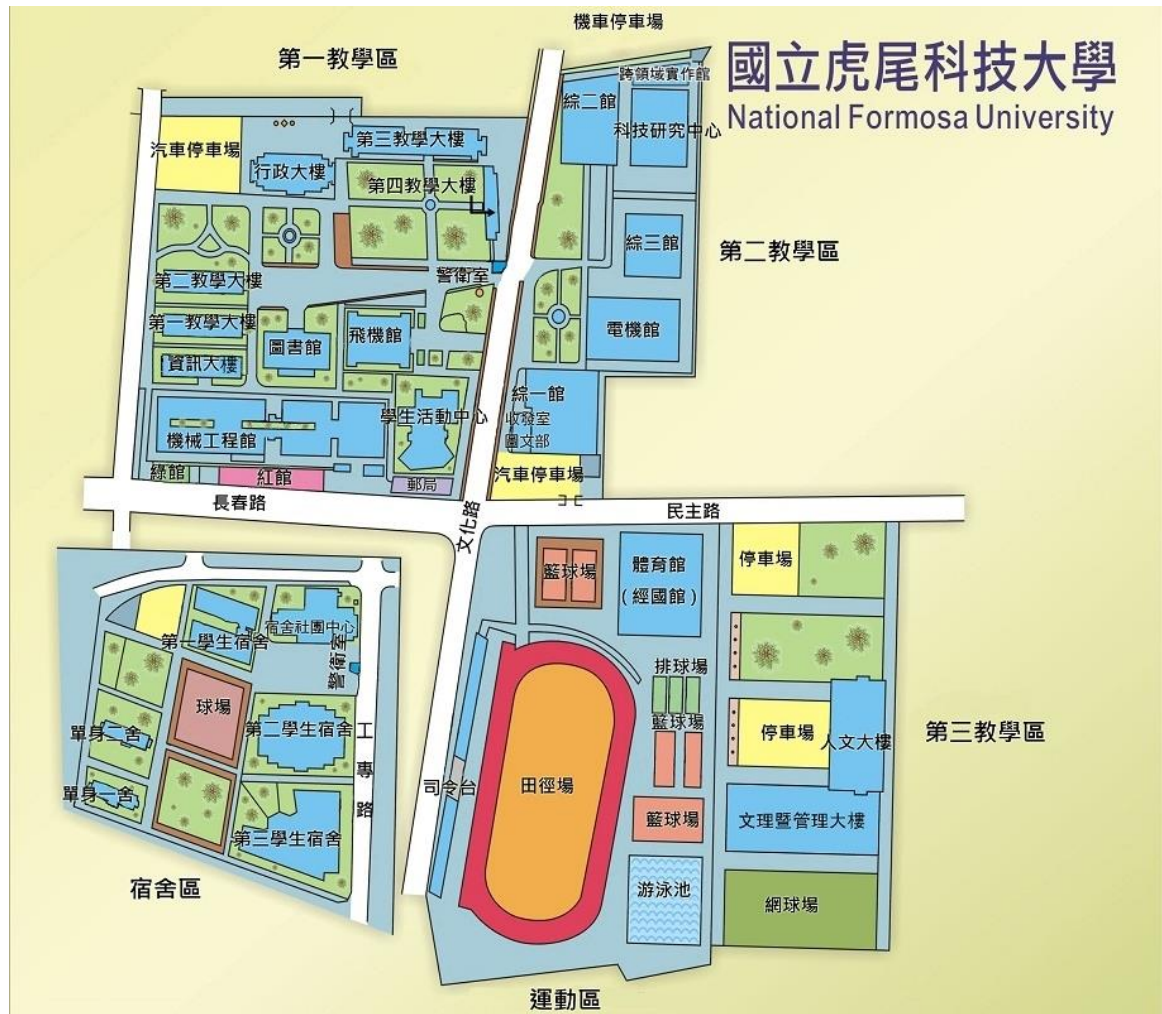 機車停車場
國立虎尾科技大學
National Formosa University
第一教學區
跨領域實作館
綜二館
科技研究中心
第三教學大樓
汽車停車場
行政大樓
第四教學大樓
綜三館
第二教學區
警衛室
第二教學大樓
第一教學大樓
圖書館
飛機館
電機館
資訊大樓
綜一館
學生活動中心
收發室
圖文部
機械工程館
綠館
紅館
郵局
汽車停車場
長春路
文化路
民主路
籃球場
體育館
(經國館)
停車場
第一學生宿舍
宿舍社團中心
警衛室
排球場
球場
籃球場
第二學生宿舍
單身二舍
工專路
停車場
人文大樓
第三教學區
單身一舍
司令台
田徑場
籃球場
文理暨管理大樓
第三學生宿舍
宿舍區
游泳池
網球場
運動區